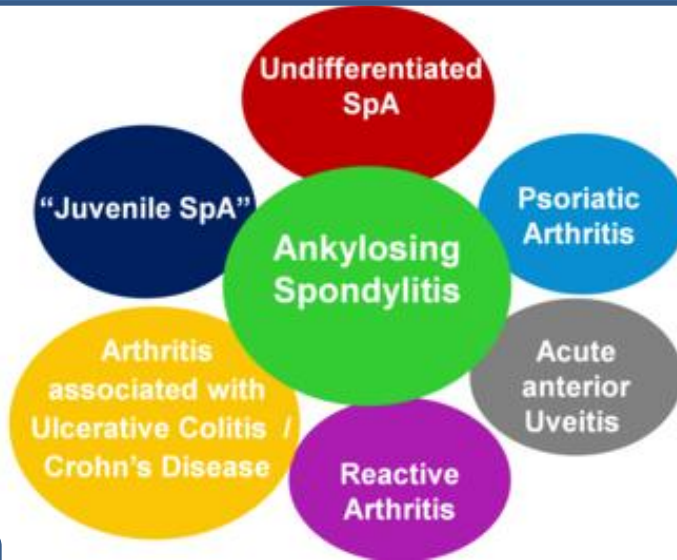 Undifferentiated
SpA
“Juvenile SpA”
Psoriatic
Arthritis
Ankylosing
Spondylitis
Arthritis
associated with
Ulcerative Colitis /
Crohn’s Disease
Acute
anterior
Uveitis
Reactive
Arthritis